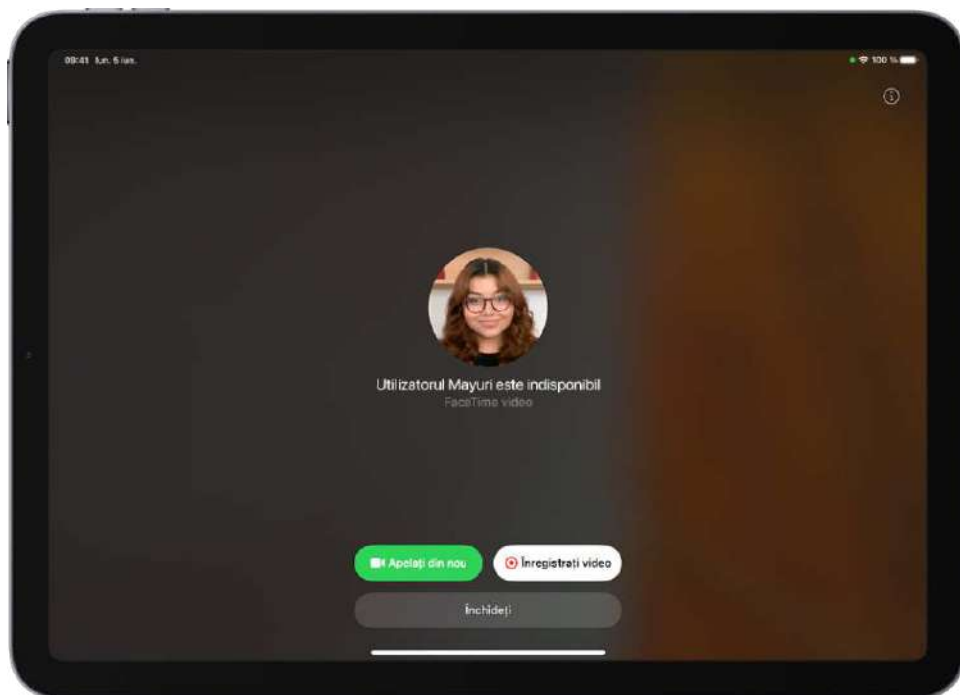 09:41 lun. 5 iun.
100 %
Utilizatorul Mayuri este indisponibil
FaceTime video
Apelați din nou
Înregistrați video
Închideți